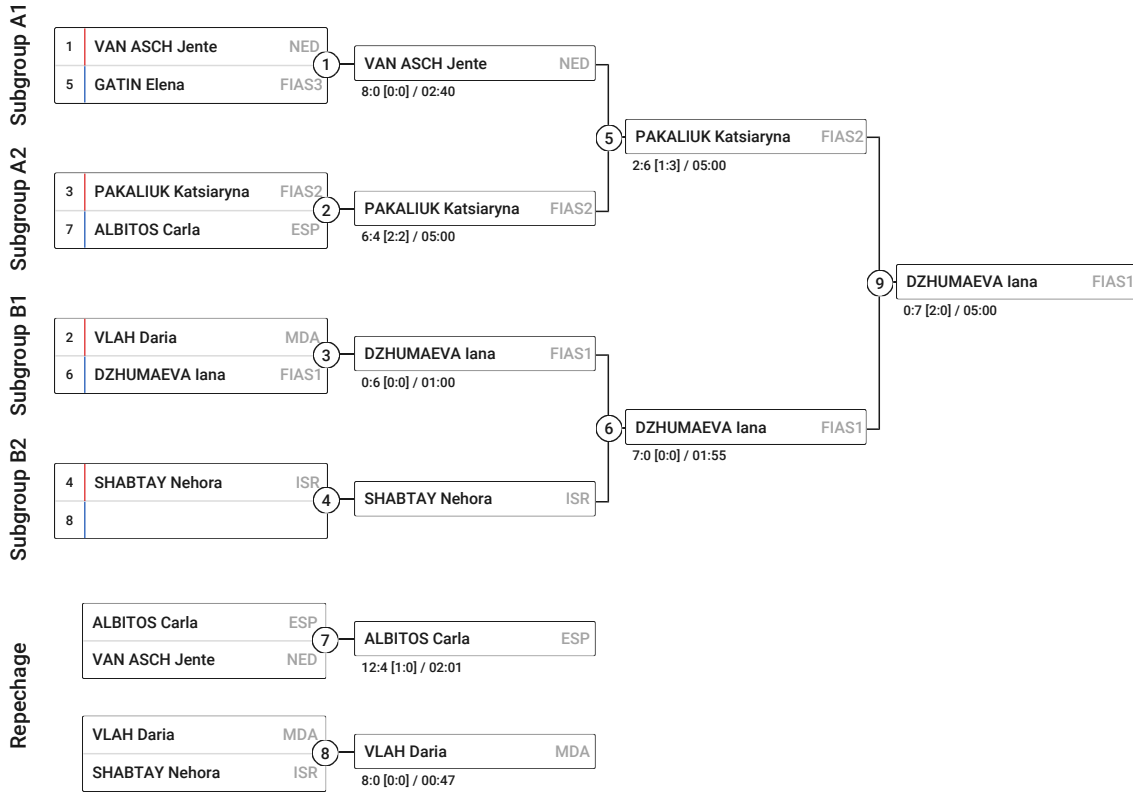 Subgroup A1
1 VAN ASCH Jente NED
5 GATIN Elena FIAS3
1
VAN ASCH Jente NED
8:0 [0:0] / 02:40
Subgroup A2
3 PAKALIUK Katsiaryna FIAS2
7 ALBITOS Carla ESP
2
PAKALIUK Katsiaryna FIAS2
6:4 [2:2] / 05:00
5
PAKALIUK Katsiaryna FIAS2
2:6 [1:3] / 05:00
Subgroup B1
2 VLAH Daria MDA
6 DZHUMAEVA Iana FIAS1
3
DZHUMAEVA Iana FIAS1
0:6 [0:0] / 01:00
Subgroup B2
4 SHABTAY Nehora ISR
8
4
SHABTAY Nehora ISR
6
DZHUMAEVA Iana FIAS1
7:0 [0:0] / 01:55
9
DZHUMAEVA Iana FIAS1
0:7 [2:0] / 05:00
Repechage
ALBITOS Carla ESP
VAN ASCH Jente NED
7
ALBITOS Carla ESP
12:4 [1:0] / 02:01
VLAH Daria MDA
SHABTAY Nehora ISR
8
VLAH Daria MDA
8:0 [0:0] / 00:47